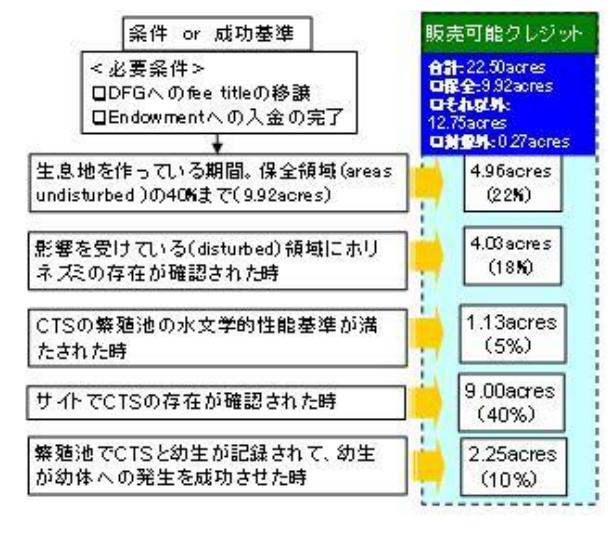 条件 or 成功基準
<必要条件>
□DFGへのfee titleの移譲
□Endowmentへの入金の完了
販売可能クレジット
合計:22.50acres
□保全:9.92acres
□それ以外:
12.75acres
□対象外:0.27acres
生息地を作っている期間。保全領域(areas
undisturbed )の40%まで(9.92acres)
4.96acres
(22%)
影響を受けている(disturbed)領域にホリ
ネズミの存在が確認された時
4.03acres
(18%)
CTSの繁殖池の水文学的性能基準が満
たされた時
1.13acres
(5%)
サイトでCTSの存在が確認された時
9.00acres
(40%)
繁殖池でCTSと幼生が記録されて、幼生
が幼体への発生を成功させた時
2.25acres
(10%)